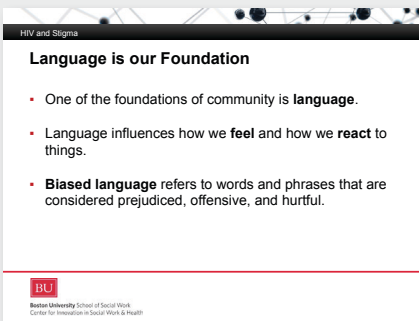 HIV and Stigma
Language is our Foundation
▪ One of the foundations of community is language.
▪ Language influences how we feel and how we react to
things.
▪ Biased language refers to words and phrases that are
considered prejudiced, offensive, and hurtful.
BU
Boston University School of Social Work
Center for Innovation in Social Work & Health